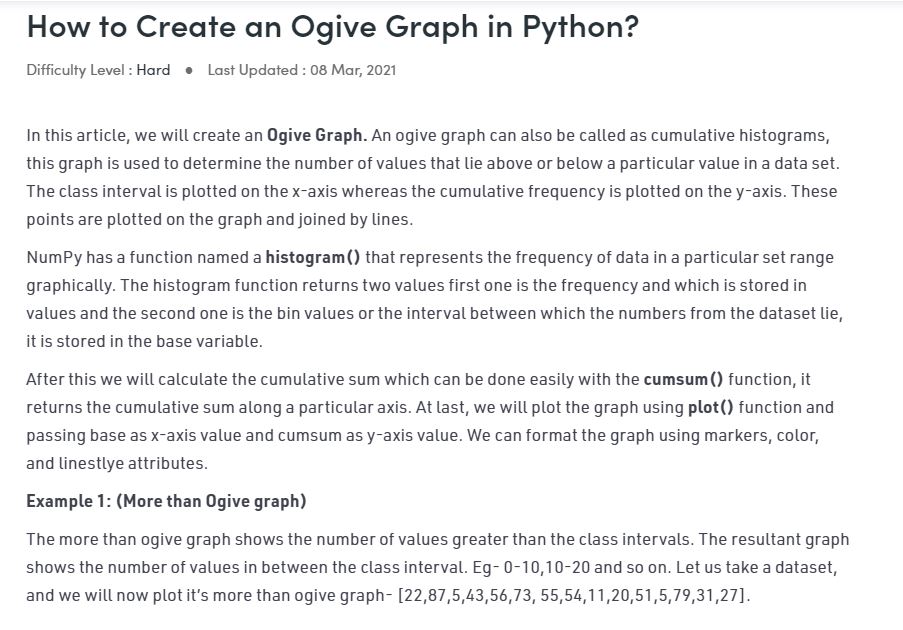 How to Create an Ogive Graph in Python?
Difficulty Level : Hard ● Last Updated : 08 Mar, 2021
In this article, we will create an Ogive Graph. An ogive graph can also be called as cumulative histograms,
this graph is used to determine the number of values that lie above or below a particular value in a data set.
The class interval is plotted on the x-axis whereas the cumulative frequency is plotted on the y-axis. These
points are plotted on the graph and joined by lines.
NumPy has a function named a histogram() that represents the frequency of data in a particular set range
graphically. The histogram function returns two values first one is the frequency and which is stored in
values and the second one is the bin values or the interval between which the numbers from the dataset lie,
it is stored in the base variable.
After this we will calculate the cumulative sum which can be done easily with the cumsum() function, it
returns the cumulative sum along a particular axis. At last, we will plot the graph using plot() function and
passing base as x-axis value and cumsum as y-axis value. We can format the graph using markers, color,
and linestlye attributes.
Example 1: (More than Ogive graph)
The more than ogive graph shows the number of values greater than the class intervals. The resultant graph
shows the number of values in between the class interval. Eg- 0-10,10-20 and so on. Let us take a dataset,
and we will now plot it’s more than ogive graph- [22,87,5,43,56,73, 55,54,11,20,51,5,79,31,27].